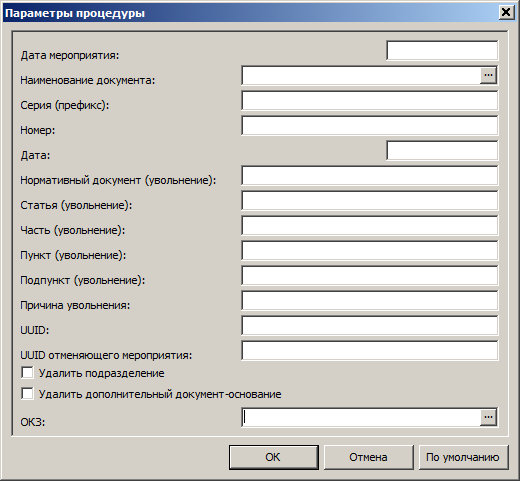 Параметры процедуры
Дата мероприятия:
Наименование документа:
...
Серия (префикс):
Номер:
Дата:
Нормативный документ (увольнение):
Статья (увольнение):
Часть (увольнение):
Пункт (увольнение):
Подпункт (увольнение):
Причина увольнения:
UUID:
UUID отменяющего мероприятия:
Удалить подразделение
Удалить дополнительный документ-основание
ОКЗ:
...
ОК Отмена По умолчанию